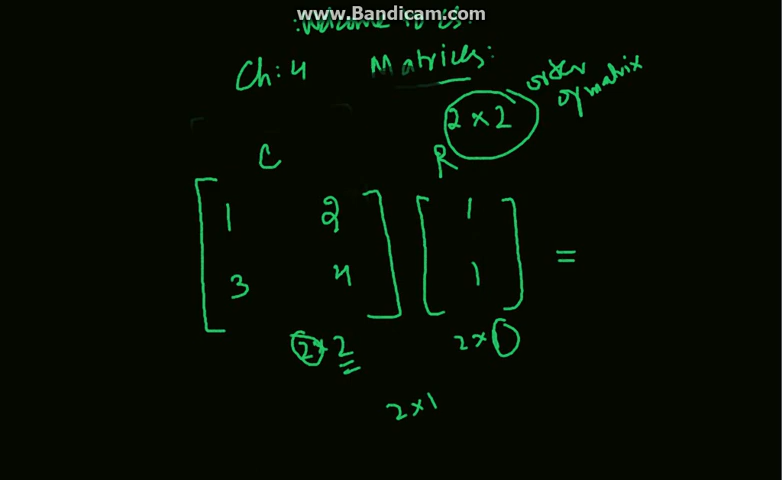 www.Bandicam.com
Ch:4 Matrices:
order
of matrix
2 × 2
C R
1 2 1
=
3 4 1
2 × 2 2 × 1
2 × 1